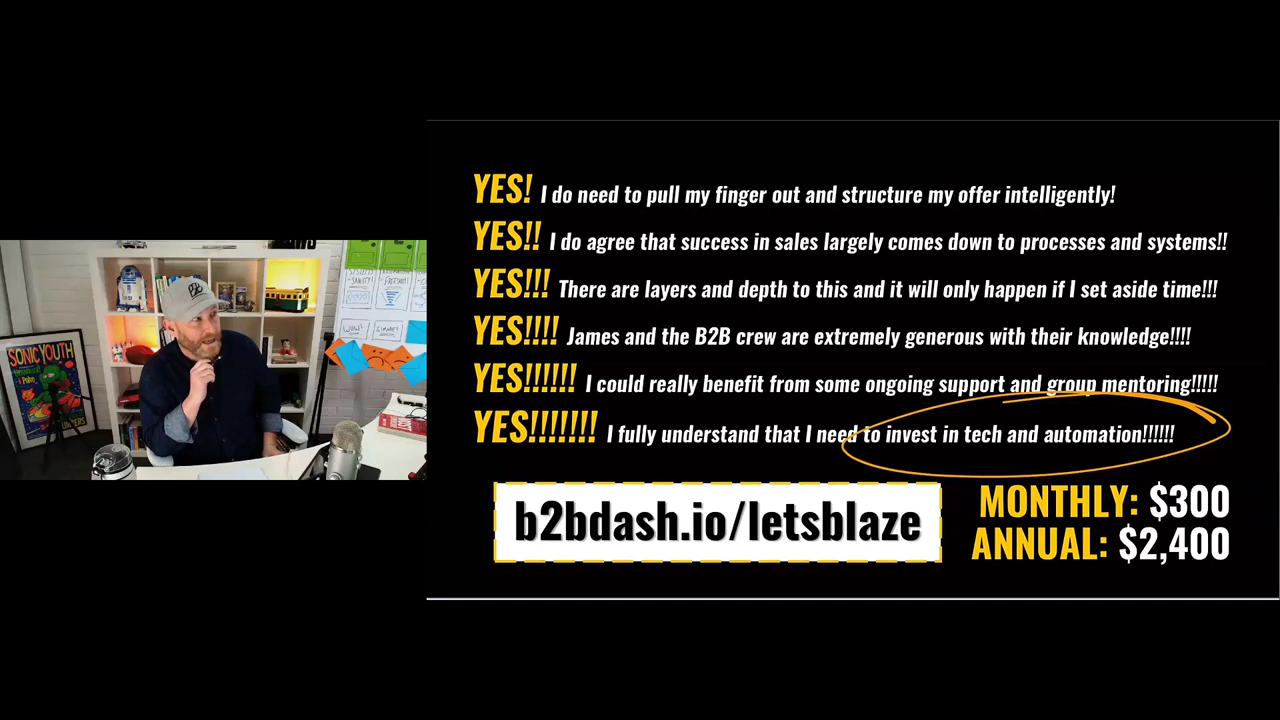 YES! I do need to pull my finger out and structure my offer intelligently!
YES!! I do agree that success in sales largely comes down to processes and systems!!
YES!!! There are layers and depth to this and it will only happen if I set aside time!!!
YES!!!! James and the B2B crew are extremely generous with their knowledge!!!!
YES!!!!!! I could really benefit from some ongoing support and group mentoring!!!!!
YES!!!!!!! I fully understand that I need to invest in tech and automation!!!!!!
b2bdash.io/letsblaze
MONTHLY: $300
ANNUAL: $2,400
SONIC YOUTH